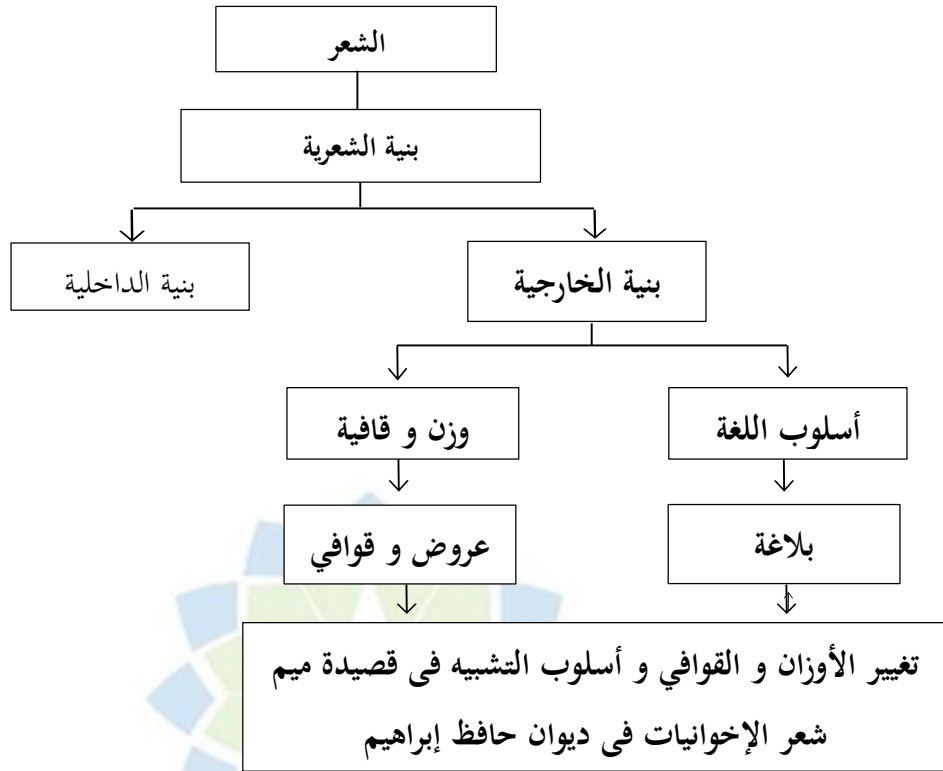 الشعر
بنية الشعرية
بنية الخارجية
بنية الداخلية
أسلوب اللغة
وزن و قافية
بلاغة
عروض و قوافي
تغيير الأوزان و القوافي و أسلوب التشبيه فى قصيدة ميم
شعر الإخوانيات فى ديوان حافظ إبراهيم